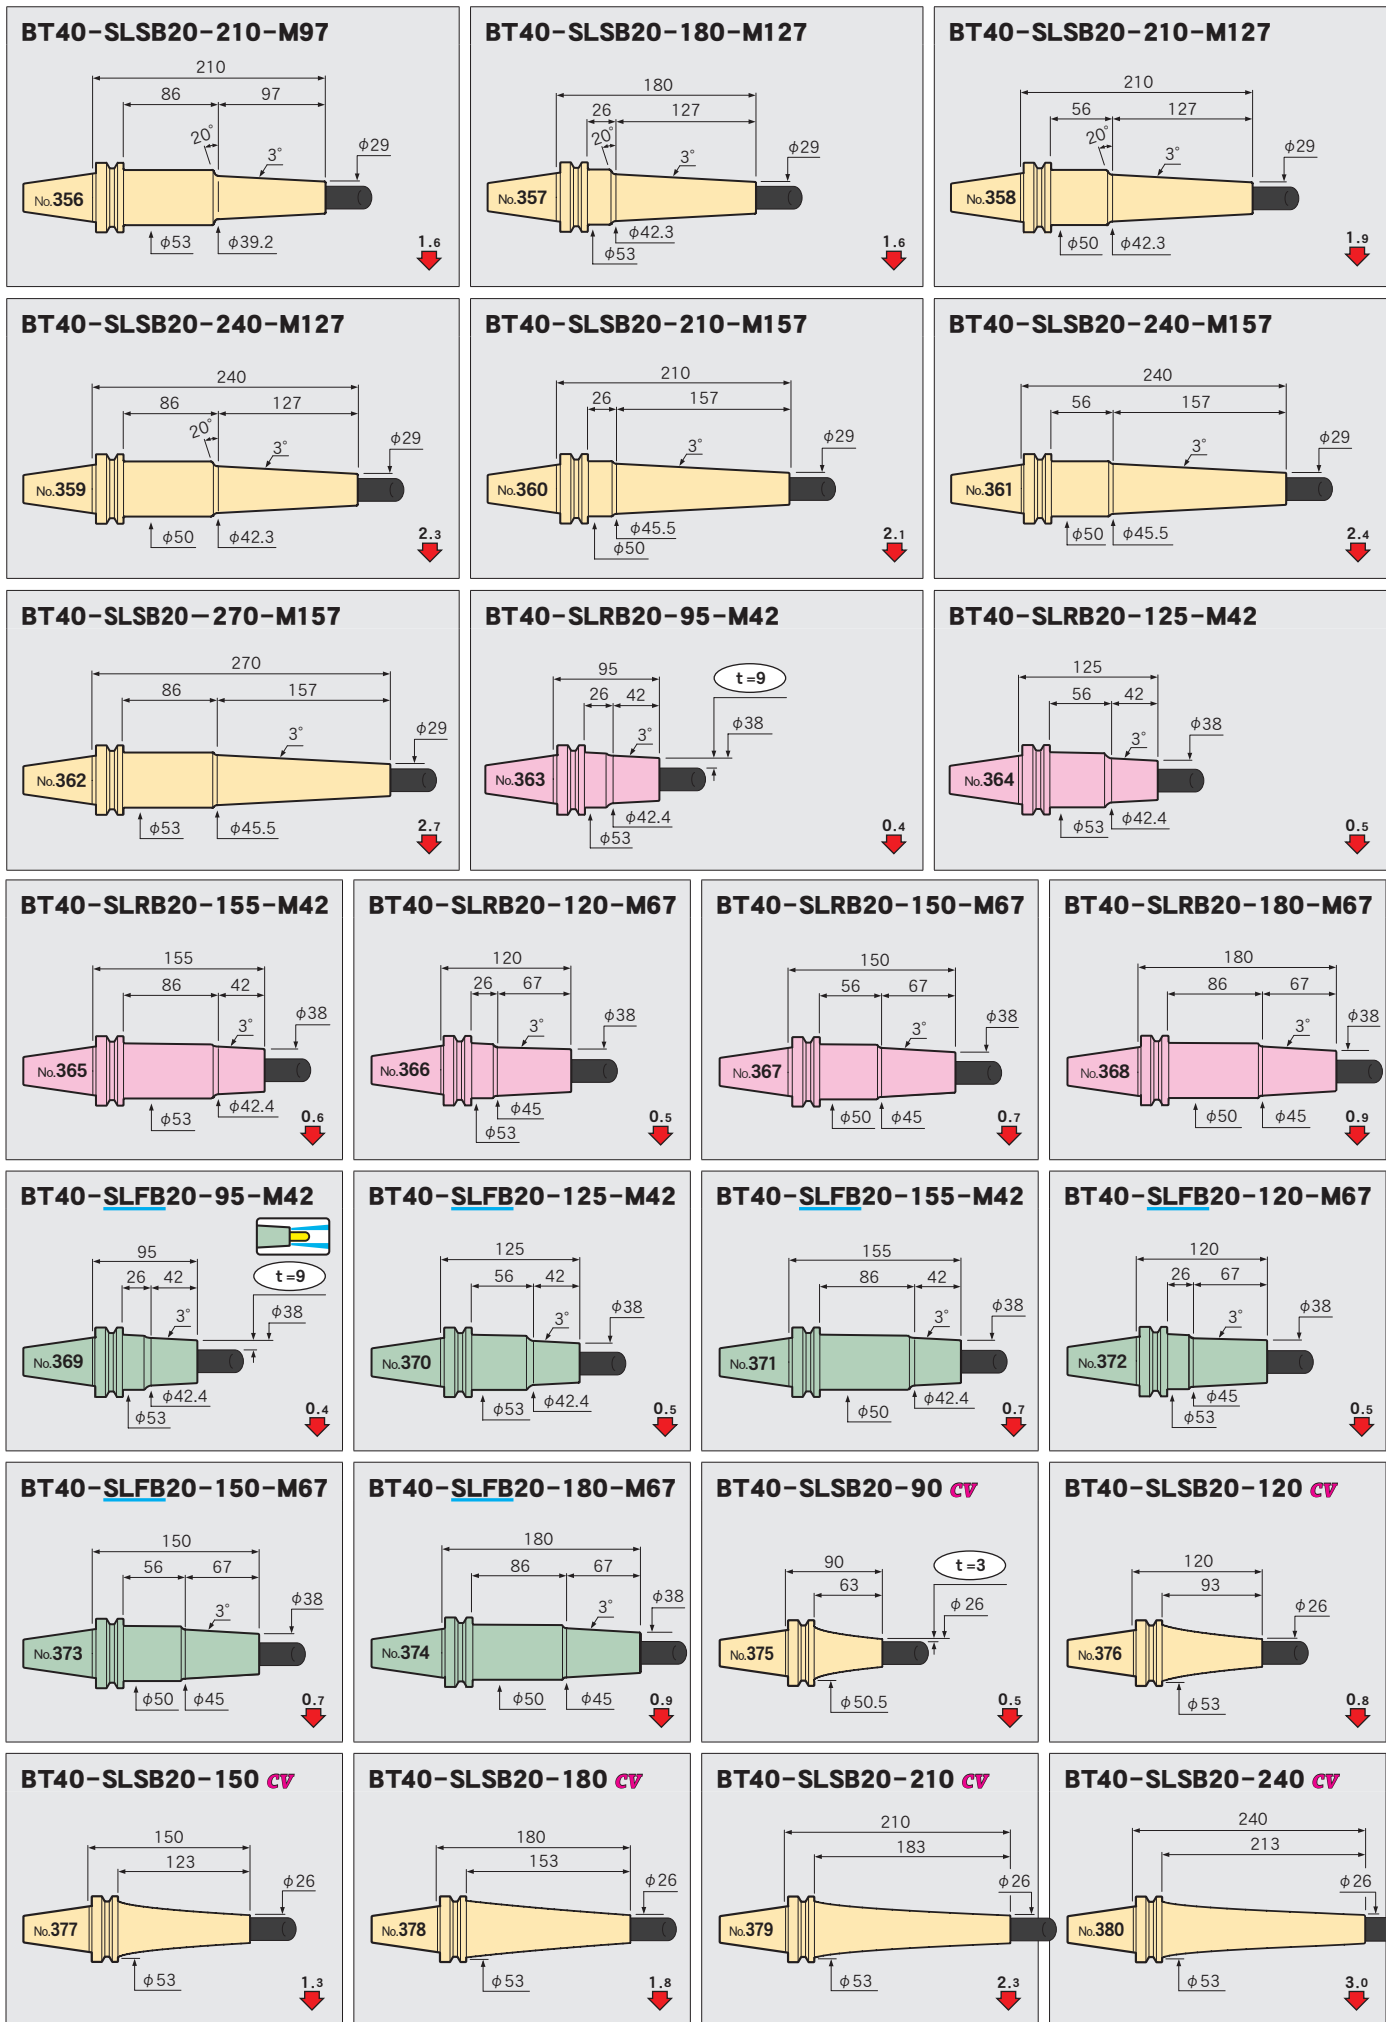 BT40-SLSB20-210-M97
210
86
97
20°
3°
φ29
No.356
φ53
φ39.2
1.6
BT40-SLSB20-180-M127
180
26
127
20°
3°
φ29
No.357
φ42.3
φ53
1.6
BT40-SLSB20-210-M127
210
56
127
20°
3°
φ29
No.358
φ50
φ42.3
1.9
BT40-SLSB20-240-M127
240
86
127
20°
3°
φ29
No.359
φ50
φ42.3
2.3
BT40-SLSB20-210-M157
210
26
157
3°
φ29
No.360
φ45.5
φ50
2.1
BT40-SLSB20-240-M157
240
56
157
3°
φ29
No.361
φ50
φ45.5
2.4
BT40-SLSB20—270-M157
270
86
157
3°
φ29
No.362
φ53
φ45.5
2.7
BT40-SLRB20-95-M42
95
t=9
26
42
3°
φ38
No.363
φ42.4
φ53
0.4
BT40-SLRB20-125-M42
125
56
42
3°
φ38
No.364
φ53
φ42.4
0.5
BT40-SLRB20-155-M42
155
86
42
3°
φ38
No.365
φ53
φ42.4
0.6
BT40-SLRB20-120-M67
120
26
67
3°
φ38
No.366
φ45
φ53
0.5
BT40-SLRB20-150-M67
150
56
67
3°
φ38
No.367
φ50
φ45
0.7
BT40-SLRB20-180-M67
180
86
67
3°
φ38
No.368
φ50
φ45
0.9
BT40-SLFB20-95-M42
95
t=9
26
42
3°
φ38
No.369
φ42.4
φ53
0.4
BT40-SLFB20-125-M42
125
56
42
3°
φ38
No.370
φ53
φ42.4
0.5
BT40-SLFB20-155-M42
155
86
42
3°
φ38
No.371
φ50
φ42.4
0.7
BT40-SLFB20-120-M67
120
26
67
3°
φ38
No.372
φ45
φ53
0.5
BT40-SLFB20-150-M67
150
56
67
3°
φ38
No.373
φ50
φ45
0.7
BT40-SLFB20-180-M67
180
86
67
3°
φ38
No.374
φ50
φ45
0.9
BT40-SLSB20-90 CV
90
t=3
63
φ26
No.375
φ50.5
0.5
BT40-SLSB20-120 CV
120
93
φ26
No.376
φ53
0.8
BT40-SLSB20-150 CV
150
123
φ26
No.377
φ53
1.3
BT40-SLSB20-180 CV
180
153
φ26
No.378
φ53
1.8
BT40-SLSB20-210 CV
210
183
φ26
No.379
φ53
2.3
BT40-SLSB20-240 CV
240
213
φ26
No.380
φ53
3.0